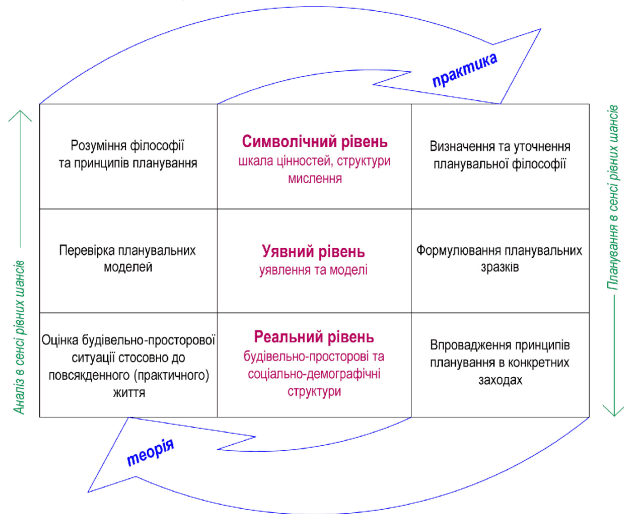 практика
Аналіз в сенсі рівних шансів
Розуміння філософії
та принципів планування
Символічний рівень
шкала цінностей, структури
мислення
Визначення та уточнення
планувальної філософії
Перевірка планувальних
моделей
Уявний рівень
уявлення та моделі
Формулювання планувальних
зразків
Оцінка будівельно-просторової
ситуації стосовно до
повсякденного (практичного)
життя
Реальний рівень
будівельно-просторові та
соціально-демографічні
структури
Впровадження принципів
планування в конкретних
заходах
Планування в сенсі рівних шансів
теорія